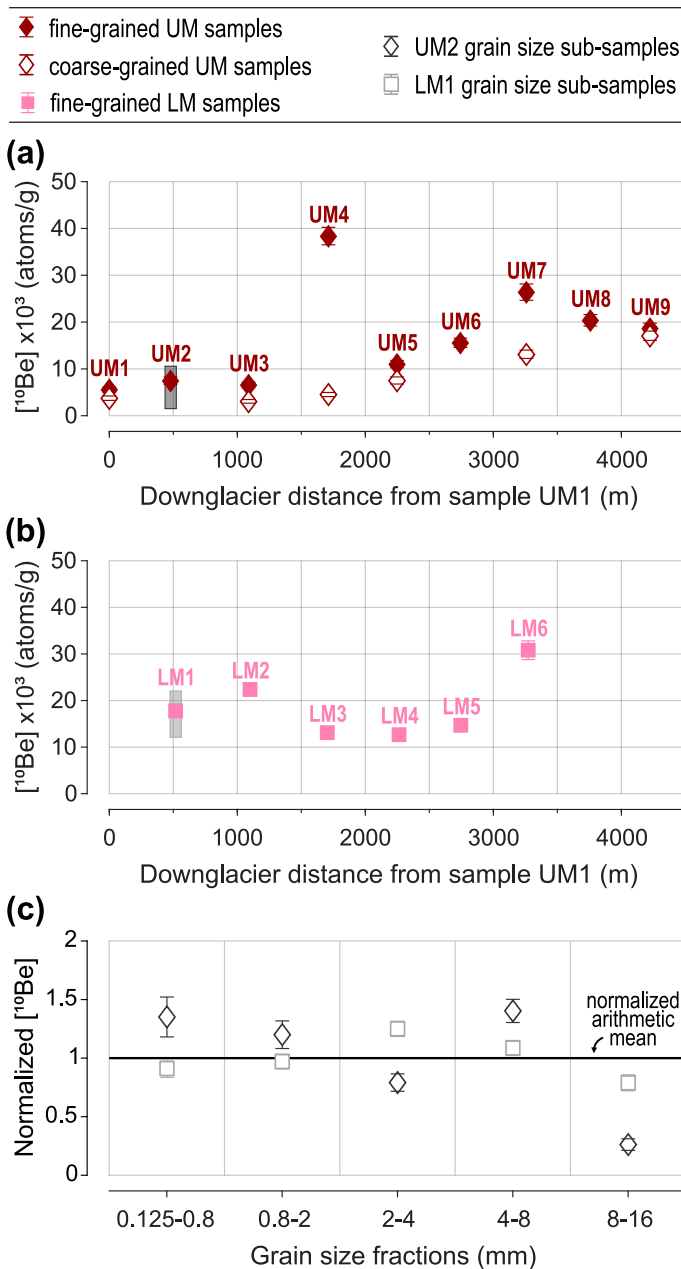 fine-grained UM samples
coarse-grained UM samples
fine-grained LM samples
UM2 grain size sub-samples
LM1 grain size sub-samples
(a)
[¹⁰Be] x10³ (atoms/g)
50
40
30
20
10
0
UM1
UM2
UM3
UM4
UM5
UM6
UM7
UM8
UM9
0 1000 2000 3000 4000
Downglacier distance from sample UM1 (m)
(b)
[¹⁰Be] x10³ (atoms/g)
50
40
30
20
10
0
LM1
LM2
LM3
LM4
LM5
LM6
0 1000 2000 3000 4000
Downglacier distance from sample UM1 (m)
(c)
Normalized [¹⁰Be]
2
1.5
1
0.5
0
normalized
arithmetic
mean
0.125-0.8 0.8-2 2-4 4-8 8-16
Grain size fractions (mm)